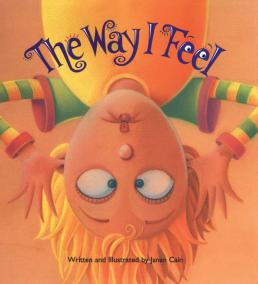 The Way I Feel
Written and Illustrated by Janan Cain